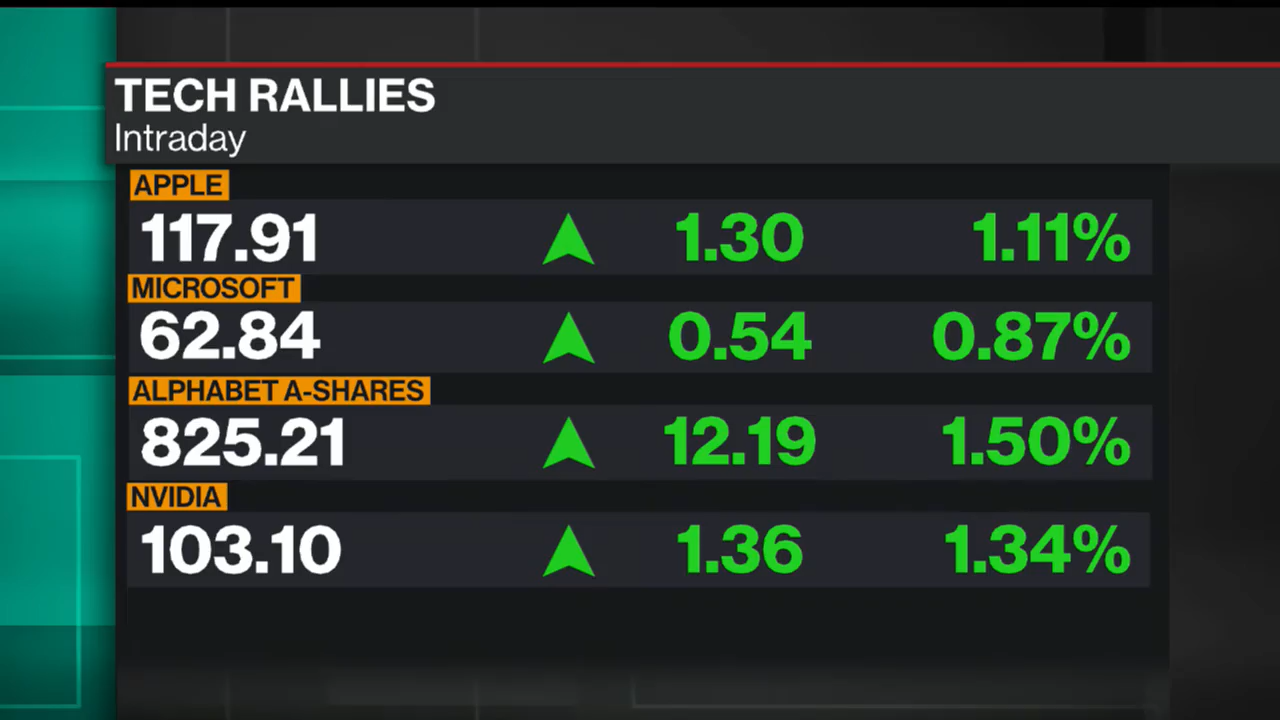 TECH RALLIES
Intraday
APPLE
117.91 ▲ 1.30 1.11%
MICROSOFT
62.84 ▲ 0.54 0.87%
ALPHABET A-SHARES
825.21 ▲ 12.19 1.50%
NVIDIA
103.10 ▲ 1.36 1.34%